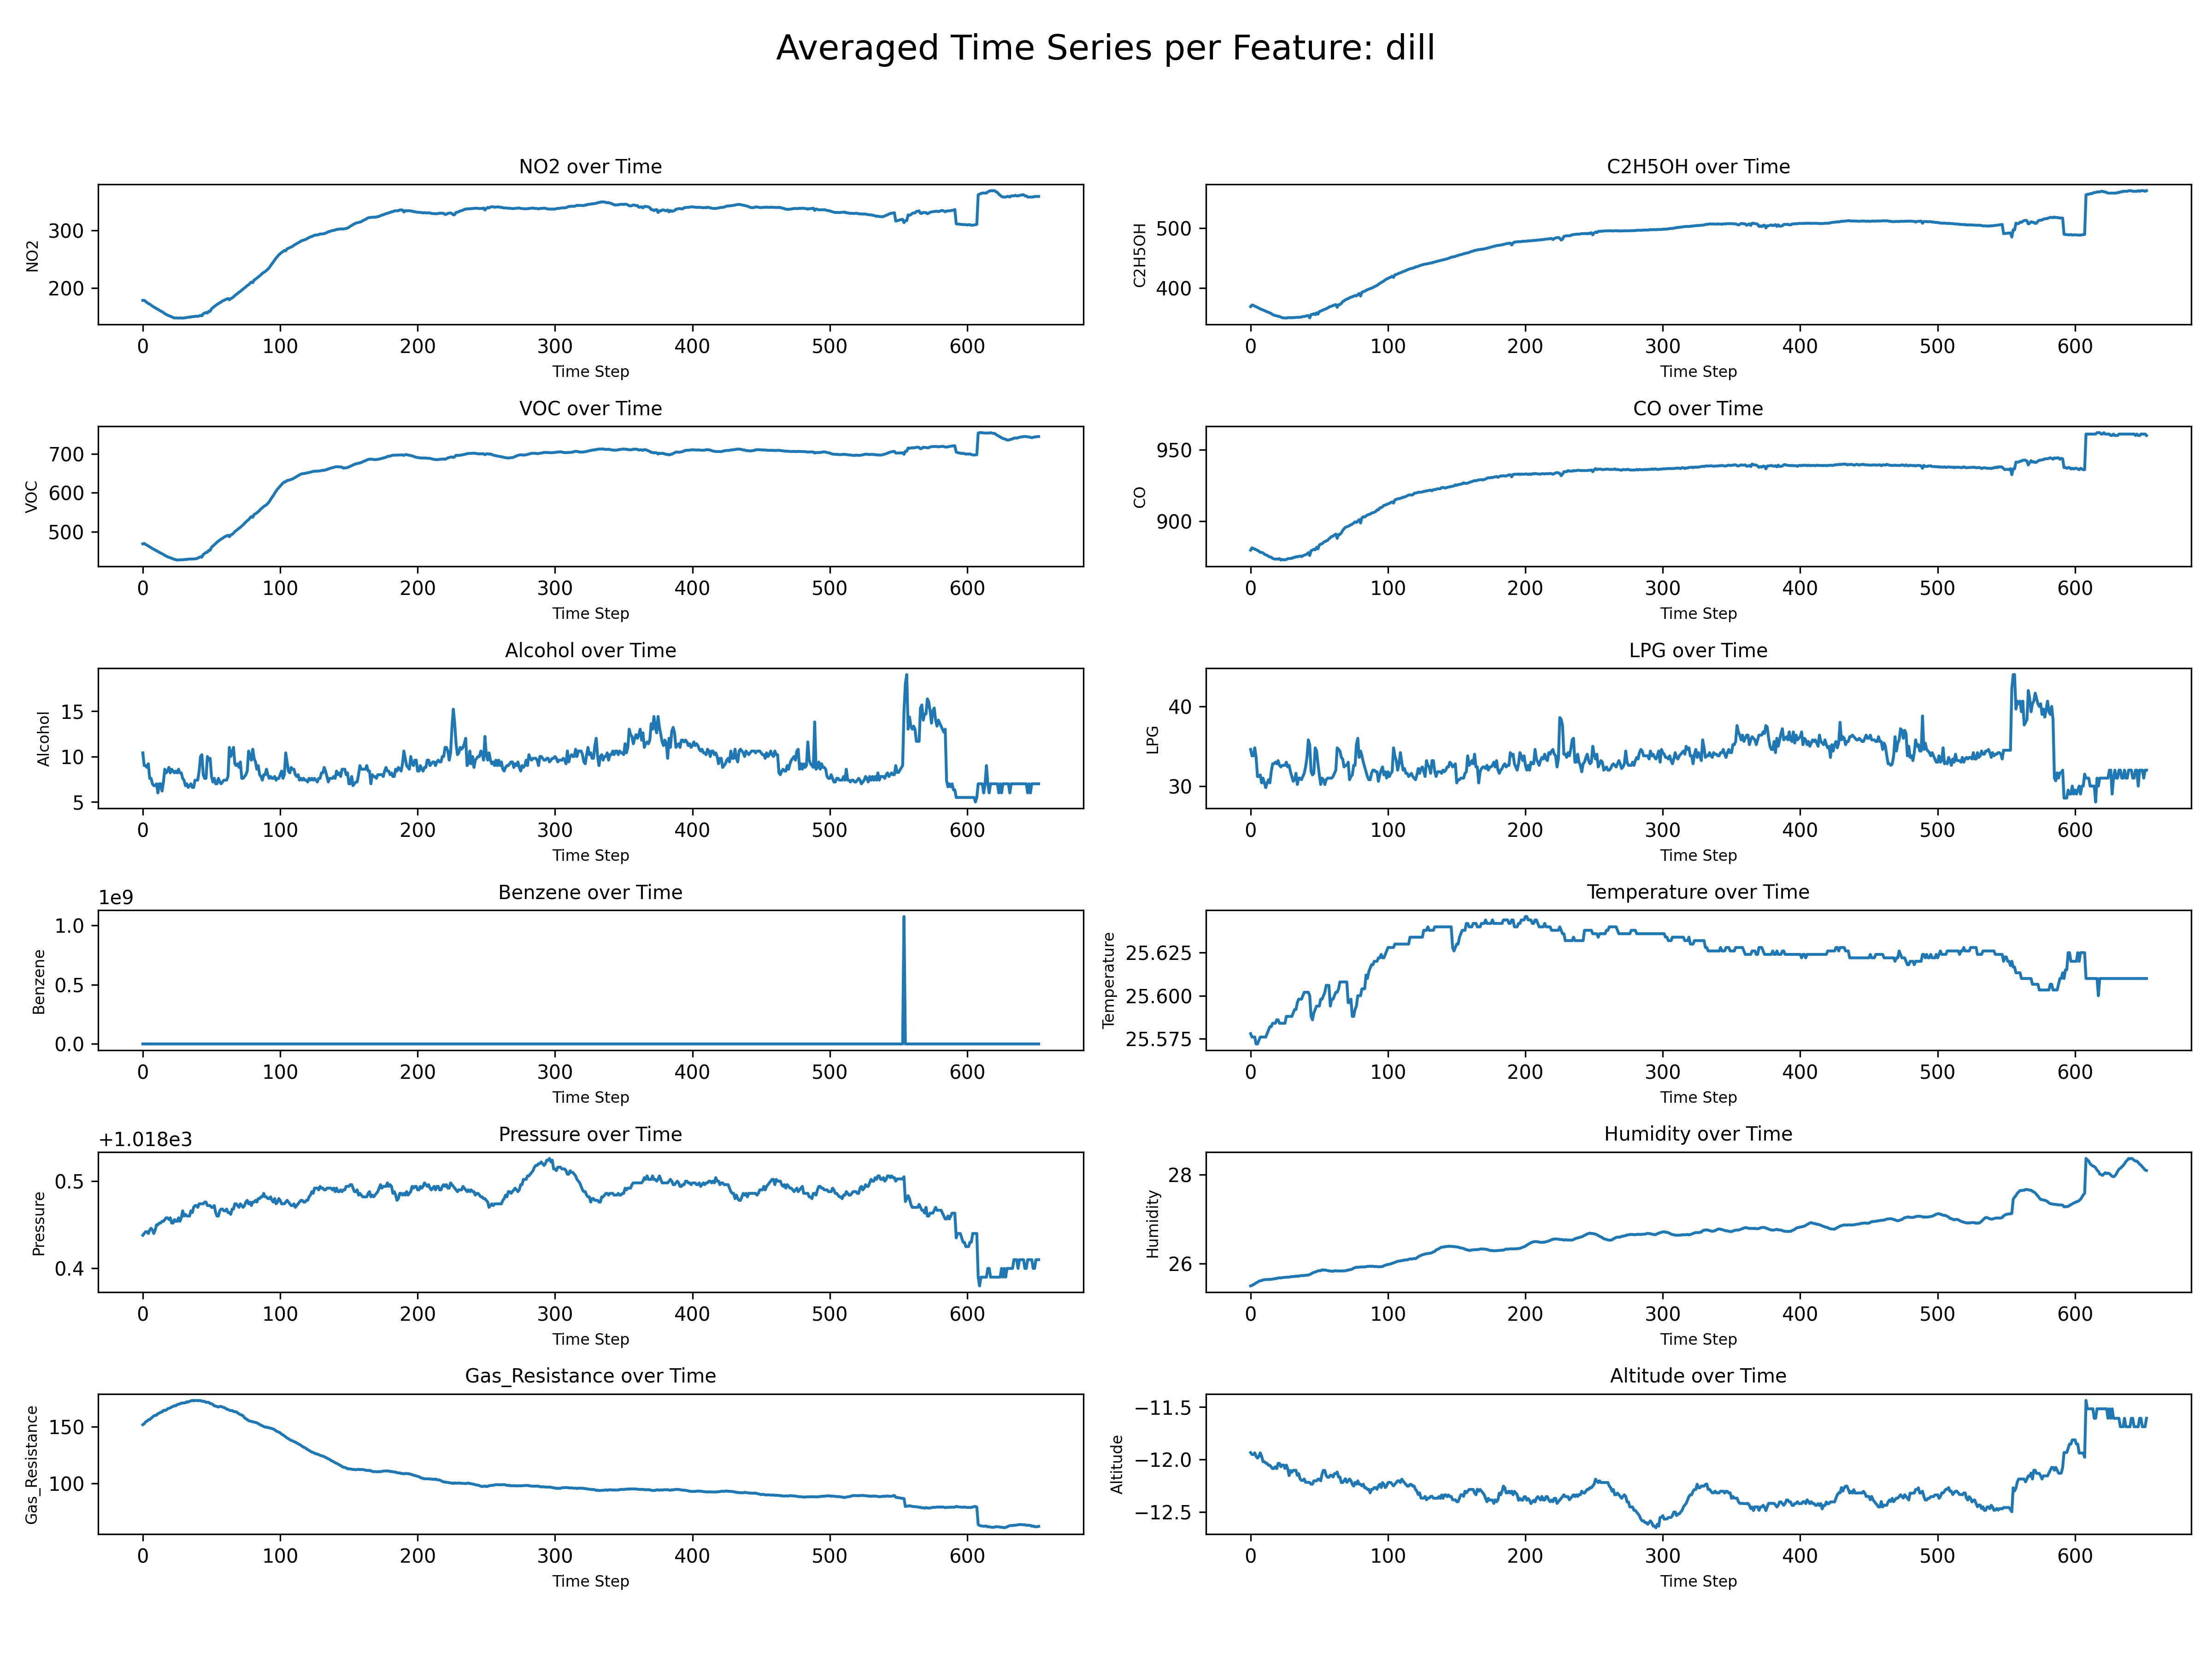 Averaged Time Series per Feature: dill
NO2 over Time
NO2
300
200
0 100 200 300 400 500 600
Time Step
C2H5OH over Time
C2H5OH
500
400
0 100 200 300 400 500 600
Time Step
VOC over Time
VOC
700
600
500
0 100 200 300 400 500 600
Time Step
CO over Time
CO
950
900
0 100 200 300 400 500 600
Time Step
Alcohol over Time
Alcohol
15
10
5
0 100 200 300 400 500 600
Time Step
LPG over Time
LPG
40
30
0 100 200 300 400 500 600
Time Step
Benzene over Time
1e9
Benzene
1.0
0.5
0.0
0 100 200 300 400 500 600
Time Step
Temperature over Time
Temperature
25.625
25.600
25.575
0 100 200 300 400 500 600
Time Step
Pressure over Time
+1.018e3
Pressure
0.5
0.4
0 100 200 300 400 500 600
Time Step
Humidity over Time
Humidity
28
26
0 100 200 300 400 500 600
Time Step
Gas_Resistance over Time
Gas_Resistance
150
100
0 100 200 300 400 500 600
Time Step
Altitude over Time
Altitude
−11.5
−12.0
−12.5
0 100 200 300 400 500 600
Time Step